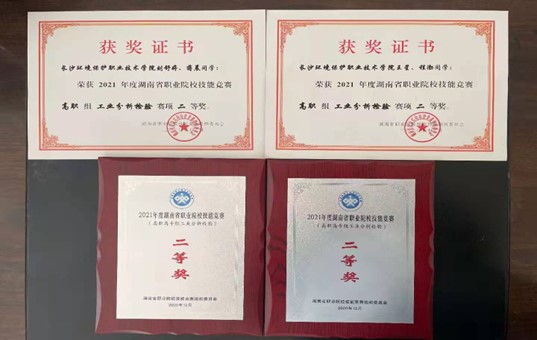 获奖证书
长沙环境保护职业技术学院刘舒婷、蒋晨同学：
荣获 2021 年度湖南省职业院校技能竞赛
高职 组 工业分析检验 赛项 二 等奖。
获奖证书
长沙环境保护职业技术学院王蕾、程渤同学：
荣获 2021 年度湖南省职业院校技能竞赛
高职 组 工业分析检验 赛项 二 等奖。
2021年度湖南省职业院校技能竞赛
二等奖
2021年度湖南省职业院校技能竞赛
二等奖